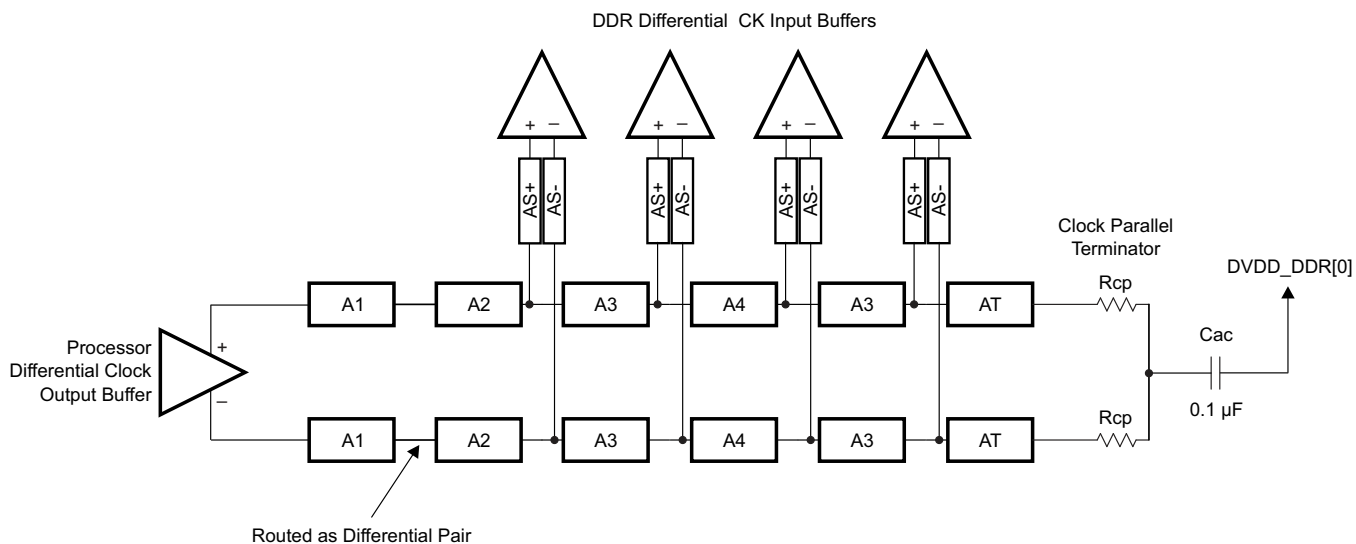 DDR Differential CK Input Buffers
+ – + – + – + –
AS+ AS- AS+ AS- AS+ AS- AS+ AS-
Clock Parallel
Terminator
DVDD_DDR[0]
A1 A2 A3 A4 A3 AT Rcp
Processor
Differential Clock
Output Buffer
+
–
Cac
0.1 µF
A1 A2 A3 A4 A3 AT Rcp
Routed as Differential Pair